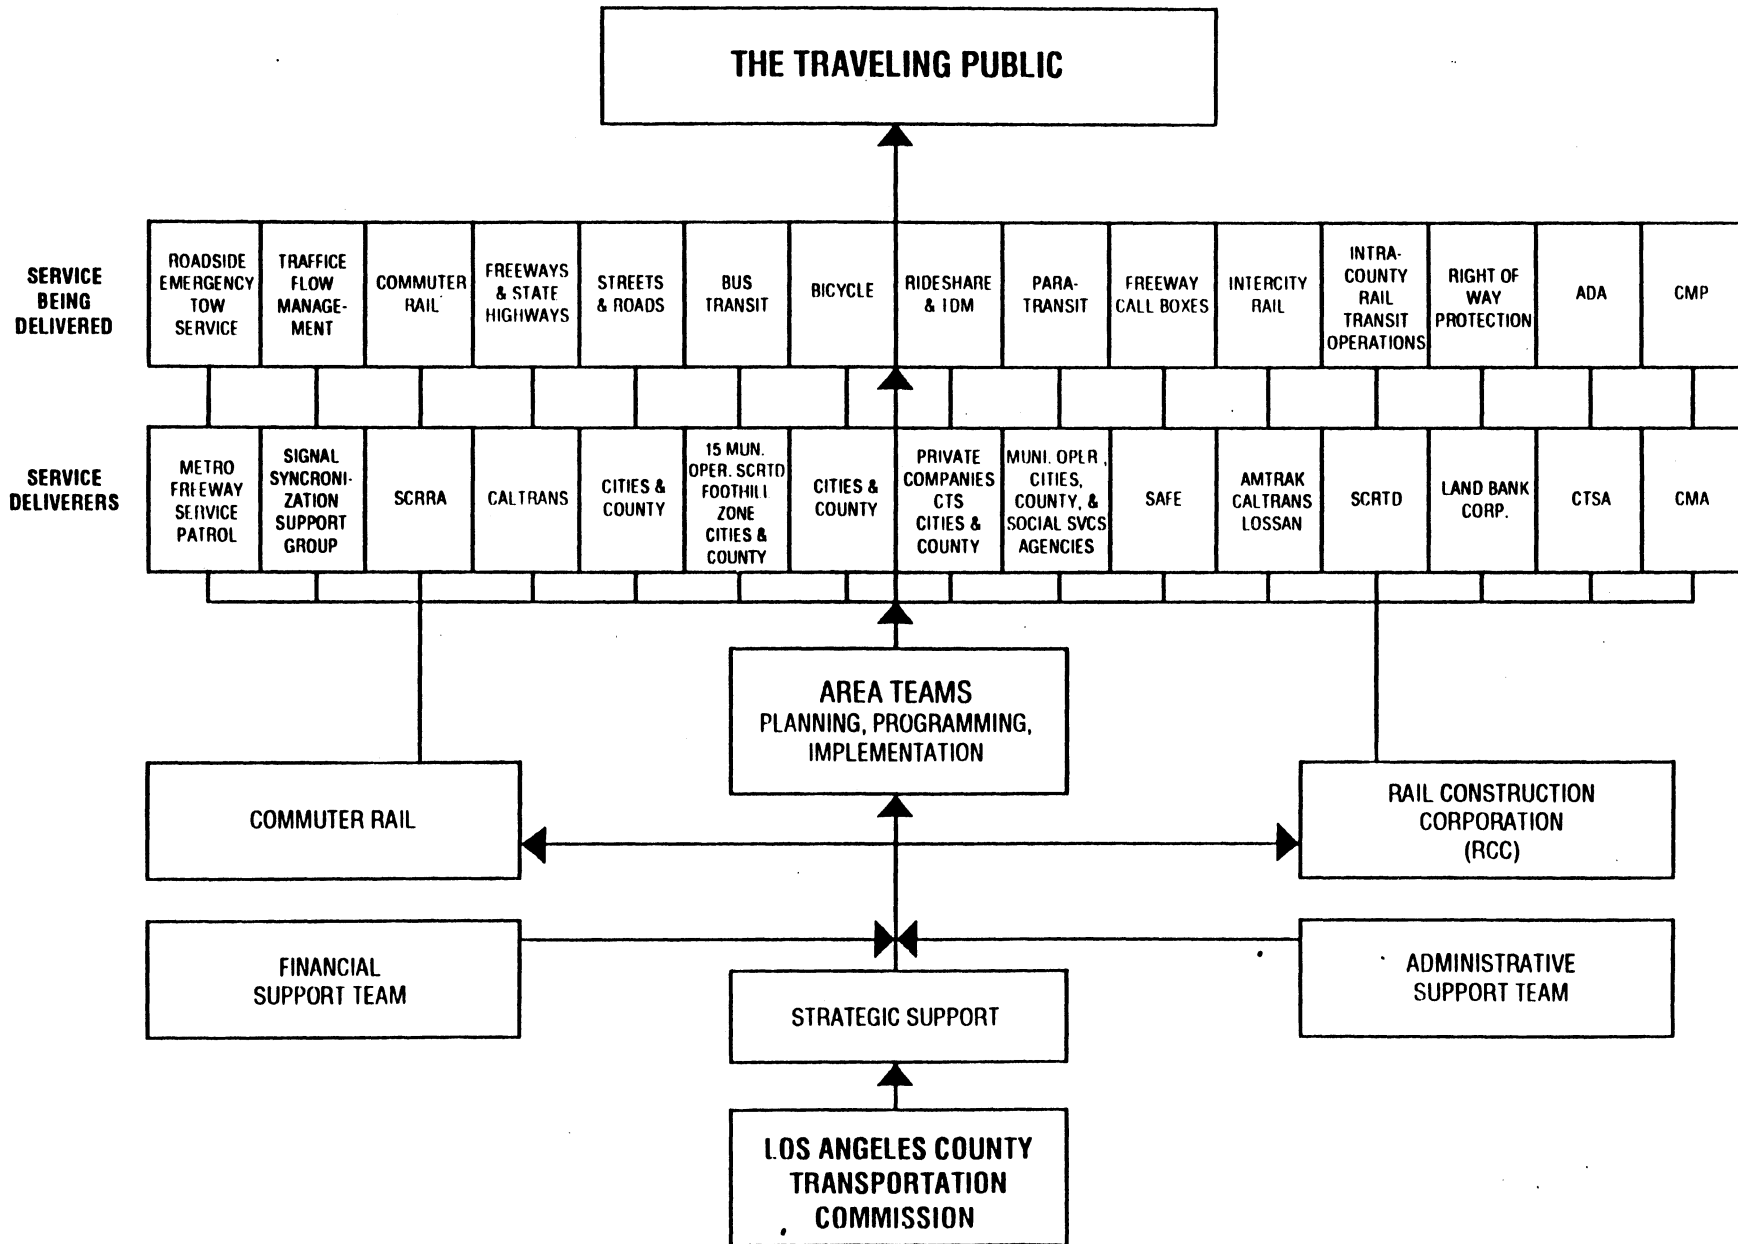 THE TRAVELING PUBLIC
SERVICE
BEING
DELIVERED
ROADSIDE
EMERGENCY
TOW
SERVICE
TRAFFICE
FLOW
MANAGE-
MENT
COMMUTER
RAIL
FREEWAYS
& STATE
HIGHWAYS
STREETS
& ROADS
BUS
TRANSIT
BICYCLE
RIDESHARE
& TDM
PARA-
TRANSIT
FREEWAY
CALL BOXES
INTERCITY
RAIL
INTRA-
COUNTY
RAIL
TRANSIT
OPERATIONS
RIGHT OF
WAY
PROTECTION
ADA
CMP
SERVICE
DELIVERERS
METRO
FREEWAY
SERVICE
PATROL
SIGNAL
SYNCRONI-
ZATION
SUPPORT
GROUP
SCRRA
CALTRANS
CITIES &
COUNTY
15 MUN.
OPER. SCRTD
FOOTHILL
ZONE
CITIES &
COUNTY
CITIES &
COUNTY
PRIVATE
COMPANIES
CTS
CITIES &
COUNTY
MUNI. OPER.,
CITIES,
COUNTY, &
SOCIAL SVCS
AGENCIES
SAFE
AMTRAK
CALTRANS
LOSSAN
SCRTD
LAND BANK
CORP.
CTSA
CMA
AREA TEAMS
PLANNING, PROGRAMMING,
IMPLEMENTATION
COMMUTER RAIL
RAIL CONSTRUCTION
CORPORATION
(RCC)
FINANCIAL
SUPPORT TEAM
STRATEGIC SUPPORT
ADMINISTRATIVE
SUPPORT TEAM
LOS ANGELES COUNTY
TRANSPORTATION
COMMISSION